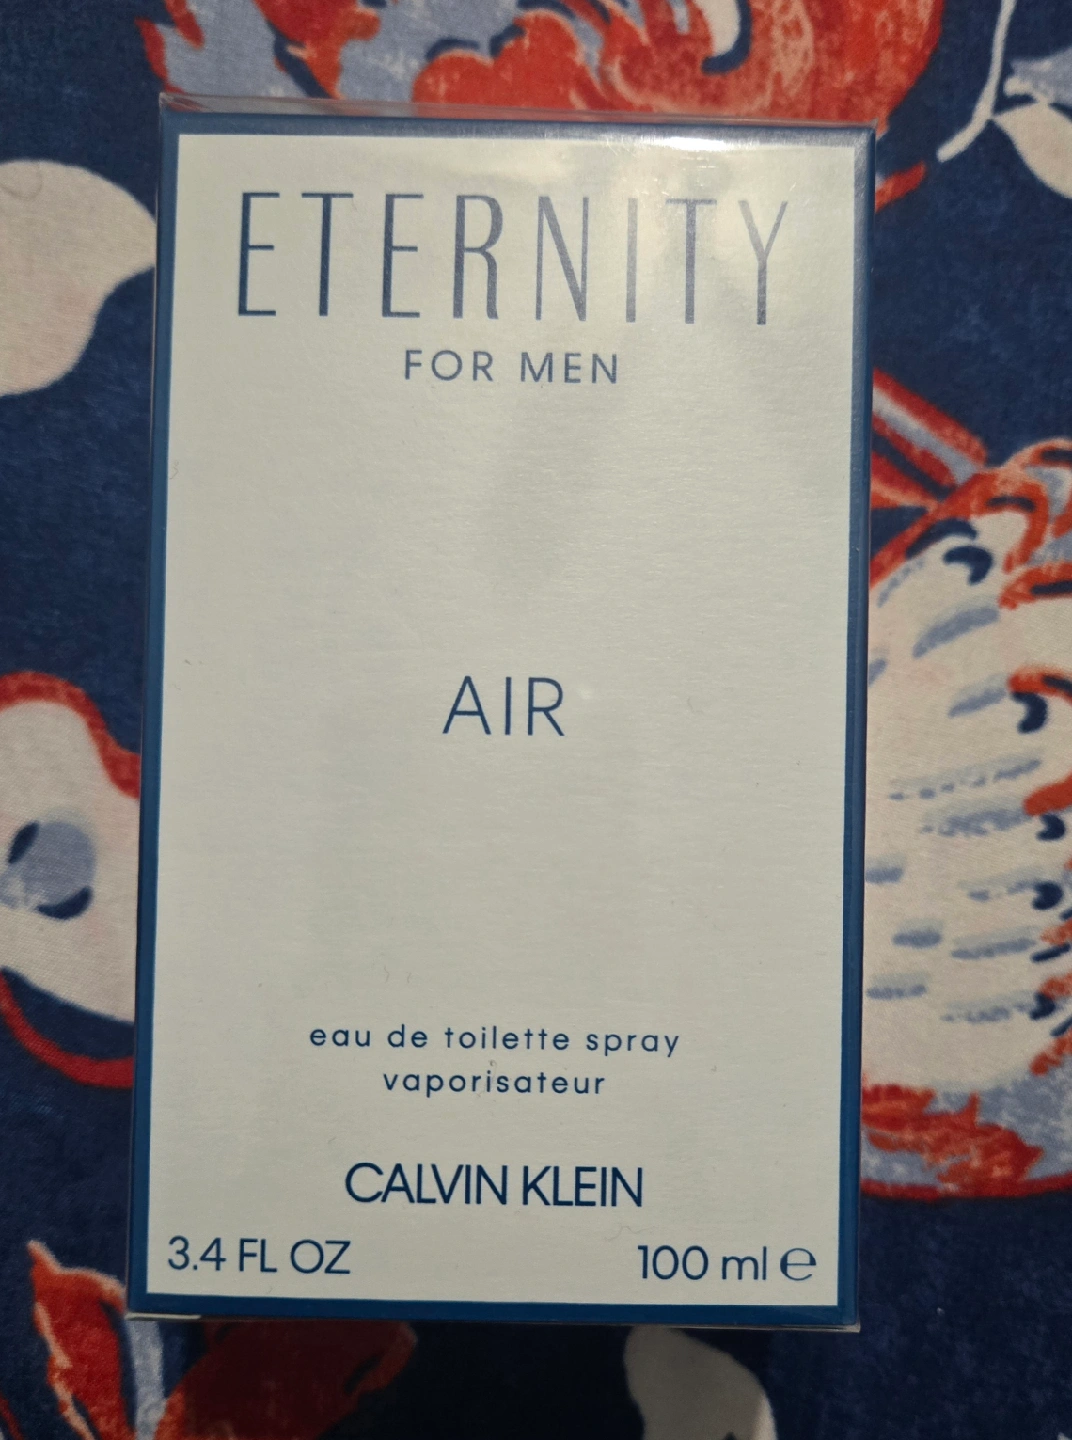 ETERNITY
FOR MEN
AIR
eau de toilette spray
vaporisateur
CALVIN KLEIN
3.4 FL OZ 100 ml ℮